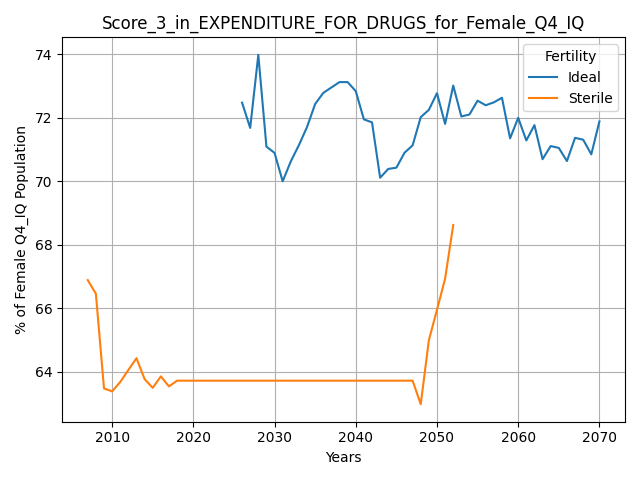 Score_3_in_EXPENDITURE_FOR_DRUGS_for_Female_Q4_IQ
Fertility
Ideal
Sterile
% of Female Q4_IQ Population
74
72
70
68
66
64
2010 2020 2030 2040 2050 2060 2070
Years